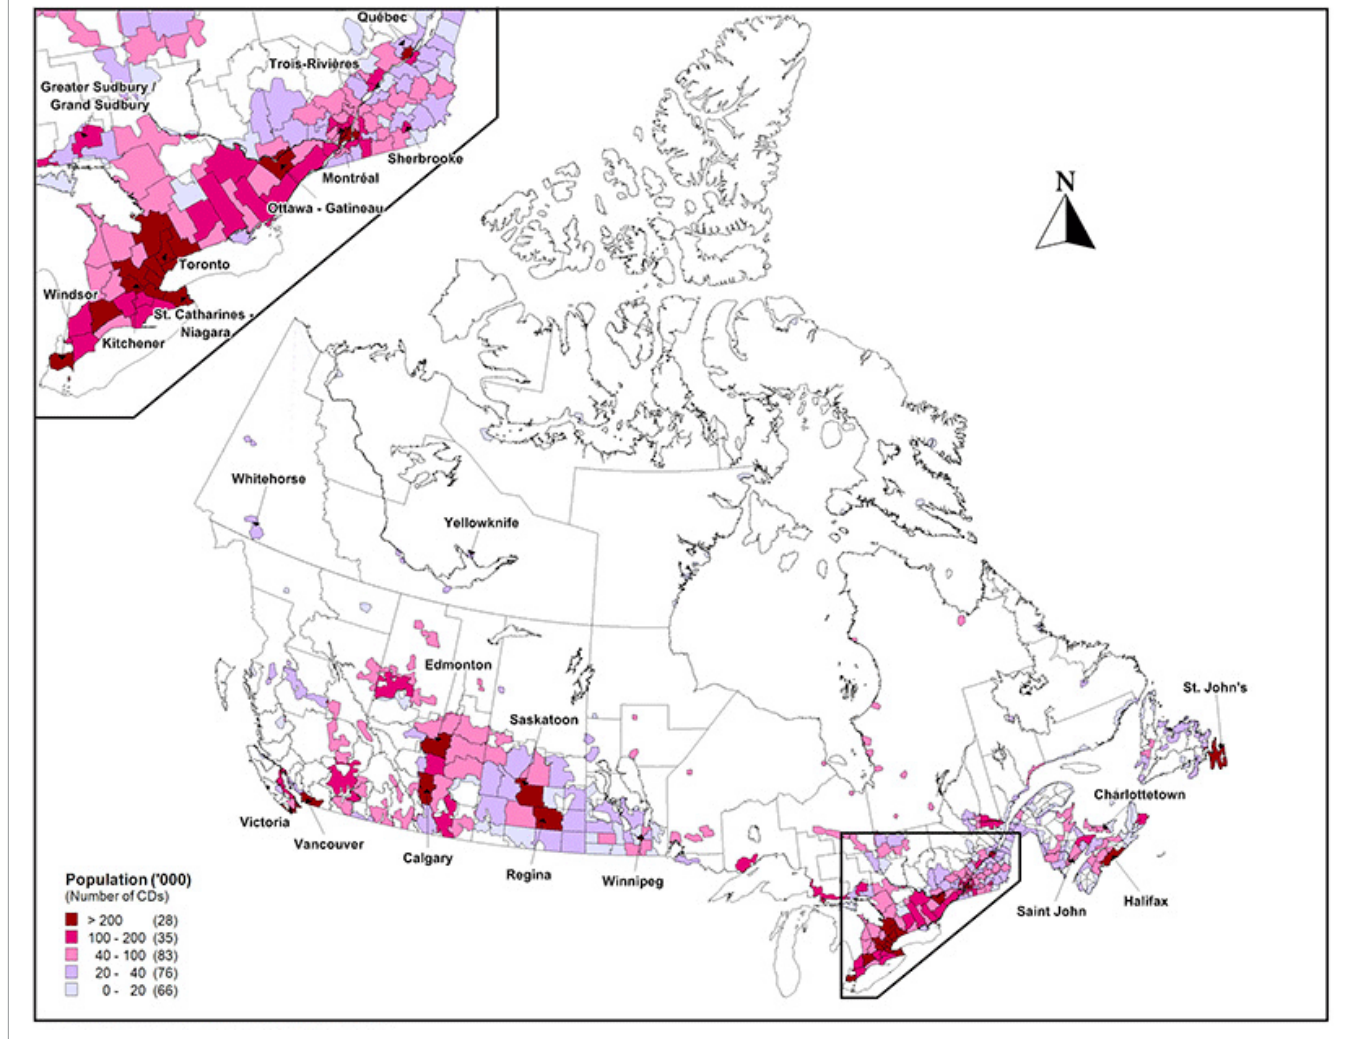 Québec
Trois-Rivières
Greater Sudbury /
Grand Sudbury
Sherbrooke
Montréal
Ottawa - Gatineau
Toronto
Windsor
St. Catharines -
Niagara
Kitchener
N
Whitehorse
Yellowknife
Edmonton
St. John's
Saskatoon
Charlottetown
Victoria
Vancouver
Calgary
Regina
Winnipeg
Halifax
Saint John
Population ('000)
(Number of CDs)
> 200 (28)
100 - 200 (35)
40 - 100 (83)
20 - 40 (76)
0 - 20 (66)